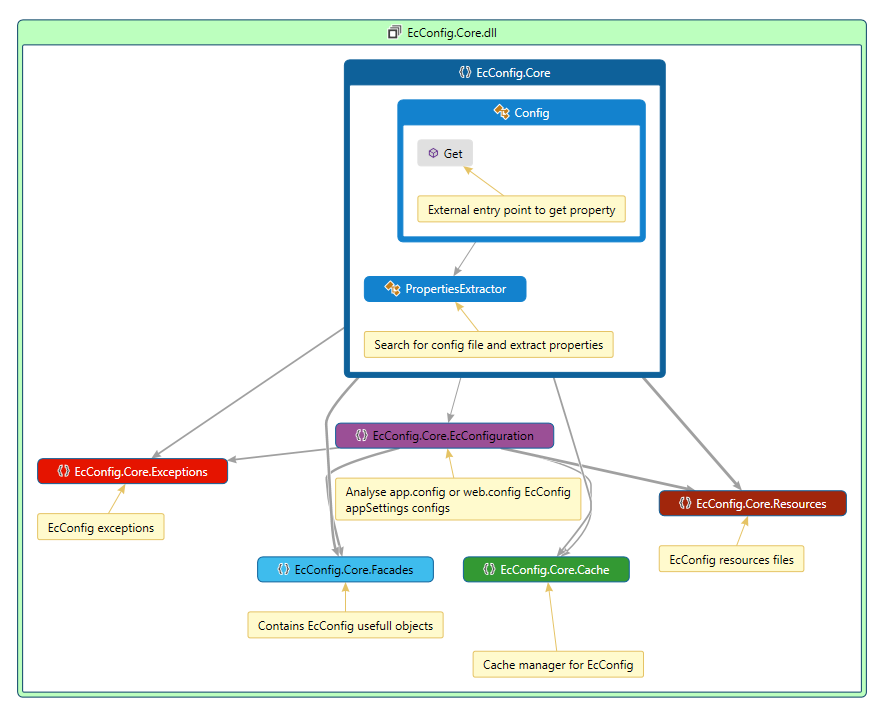 EcConfig.Core.dll
EcConfig.Core
Config
Get
External entry point to get property
PropertiesExtractor
Search for config file and extract properties
EcConfig.Core.EcConfiguration
EcConfig.Core.Exceptions
Analyse app.config or web.config EcConfig
appSettings configs
EcConfig.Core.Resources
EcConfig exceptions
EcConfig resources files
EcConfig.Core.Facades
EcConfig.Core.Cache
Contains EcConfig usefull objects
Cache manager for EcConfig